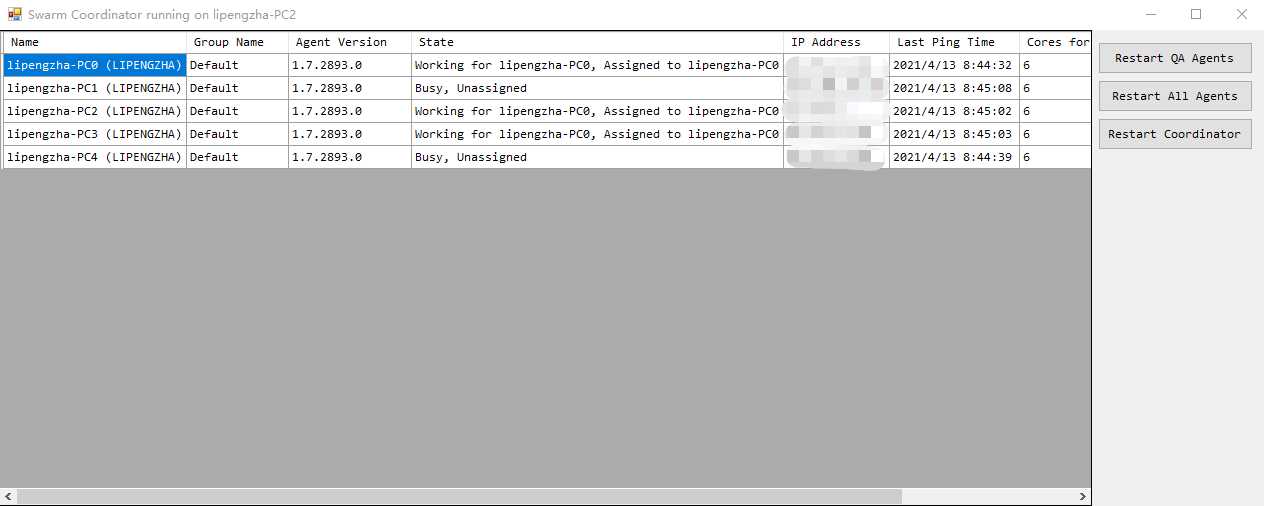 Swarm Coordinator running on lipengzha-PC2
Name Group Name Agent Version State IP Address Last Ping Time Cores for
lipengzha-PC0 (LIPENGZHA) Default 1.7.2893.0 Working for lipengzha-PC0, Assigned to lipengzha-PC0 2021/4/13 8:44:32 6
lipengzha-PC1 (LIPENGZHA) Default 1.7.2893.0 Busy, Unassigned 2021/4/13 8:45:08 6
lipengzha-PC2 (LIPENGZHA) Default 1.7.2893.0 Working for lipengzha-PC0, Assigned to lipengzha-PC0 2021/4/13 8:45:02 6
lipengzha-PC3 (LIPENGZHA) Default 1.7.2893.0 Working for lipengzha-PC0, Assigned to lipengzha-PC0 2021/4/13 8:45:03 6
lipengzha-PC4 (LIPENGZHA) Default 1.7.2893.0 Busy, Unassigned 2021/4/13 8:44:39 6
Restart QA Agents
Restart All Agents
Restart Coordinator